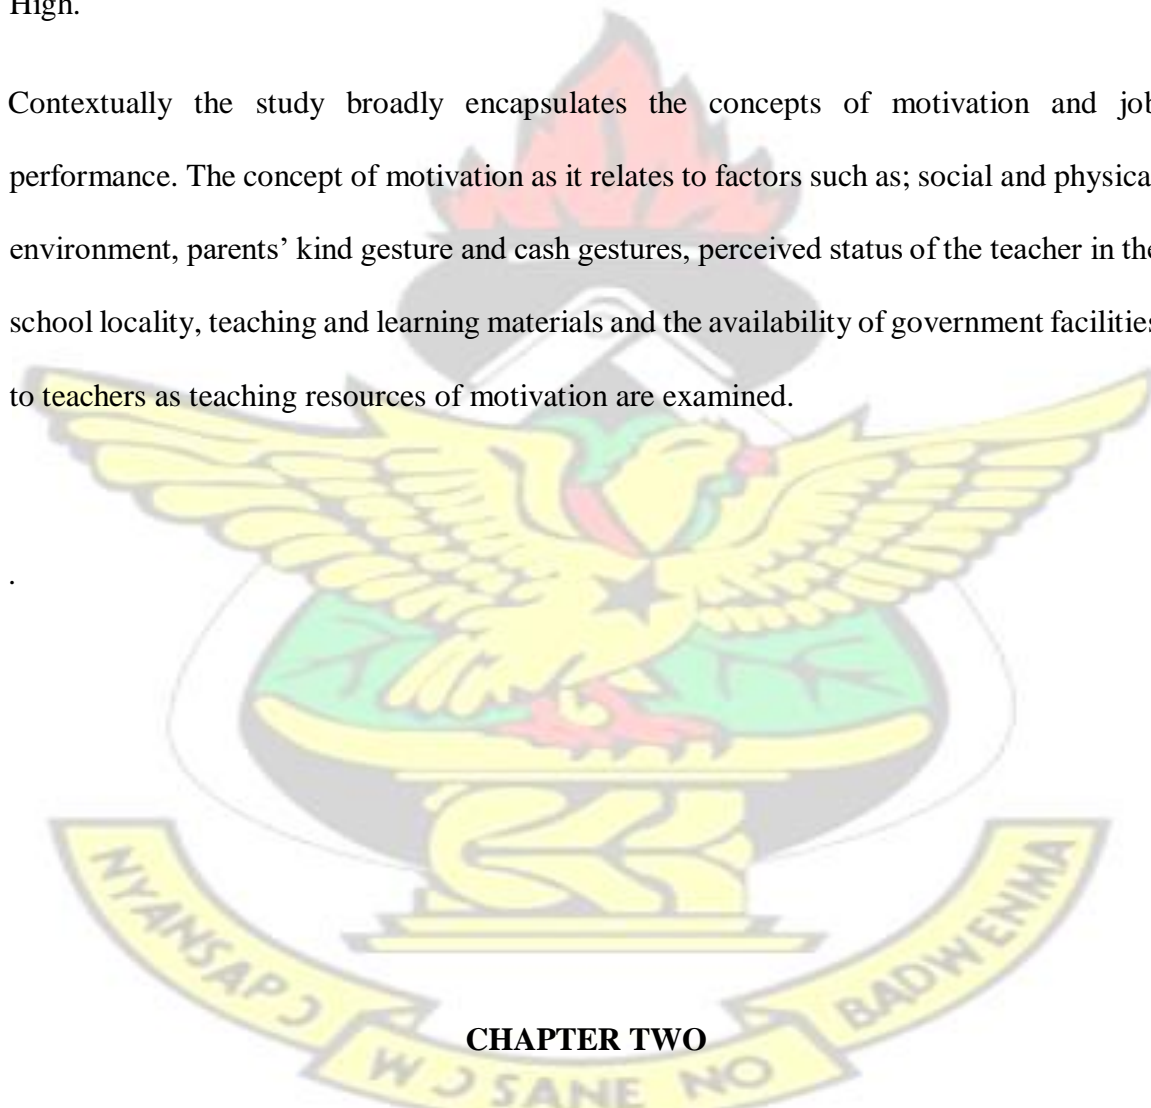 High.
Contextually the study broadly encapsulates the concepts of motivation and job
performance. The concept of motivation as it relates to factors such as; social and physical
environment, parents’ kind gesture and cash gestures, perceived status of the teacher in the
school locality, teaching and learning materials and the availability of government facilities
to teachers as teaching resources of motivation are examined.
.
CHAPTER TWO
NYANSAPƆ WƆSANE NO BADWENMA